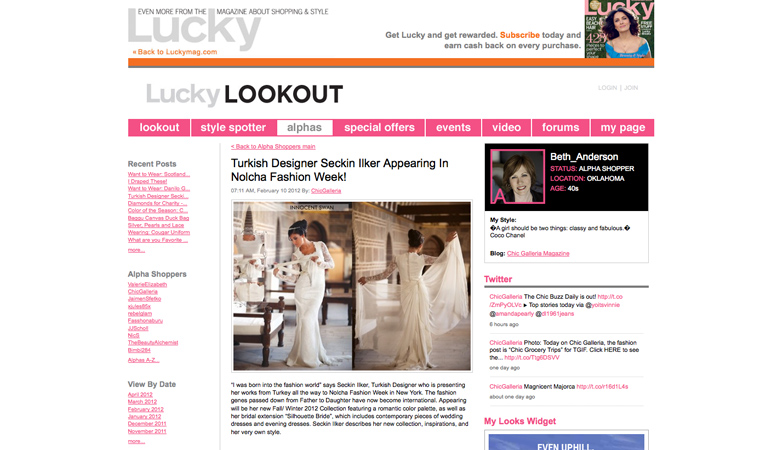 EVEN MORE FROM THE MAGAZINE ABOUT SHOPPING & STYLE
Lucky
« Back to Luckymag.com
Get Lucky and get rewarded. Subscribe today and
earn cash back on every purchase.
Lucky
EASY
BEACHY
HAIR
Lucky LOOKOUT
LOGIN | JOIN
lookout
style spotter
alphas
special offers
events
video
forums
my page
Recent Posts
Want to Wear: Scotland...
I Draped These!
Want to Wear: Danilo G...
Turkish Designer Secki...
Diamonds for Charity -...
Color of the Season: C...
Baggu Canvas Duck Bag
Silver, Pearls and Lace
Wearing: Cougar Uniform
What are you Favorite ...
more...
Alpha Shoppers
ValerieElizabeth
ChicGalleria
rebelglam
Fasshonaburu
JJScholl
NicS
TheBeautyAlchemist
Bimbi284
Alphas A-Z...
View By Date
April 2012
March 2012
February 2012
January 2012
December 2011
November 2011
more...
< Back to Alpha Shoppers main
Turkish Designer Seckin Ilker Appearing In
Nolcha Fashion Week!
07:11 AM, February 10 2012 By: ChicGalleria
INNOCENT SWAN
"I was born into the fashion world" says Seckin Ilker, Turkish Designer who is presenting
her works from Turkey all the way to Nolcha Fashion Week in New York. The fashion
genes passed down from Father to Daughter have now become international. Appearing
will be her new Fall/ Winter 2012 Collection featuring a romantic color palette, as well as
her bridal extension "Silhouette Bride", which includes contemporary pieces of wedding
dresses and evening dresses. Seckin Ilker describes her new collection, inspirations, and
her very own style.
A
Beth_Anderson
STATUS: ALPHA SHOPPER
LOCATION: OKLAHOMA
AGE: 40s
My Style:
�A girl should be two things: classy and fabulous.�
Coco Chanel
Blog: Chic Galleria Magazine
Twitter
ChicGalleria The Chic Buzz Daily is out! http://t.co
/ZmPyOLVc ▸ Top stories today via @yoitsvinnie
@amandapearly @di1961jeans
6 hours ago
ChicGalleria Photo: Today on Chic Galleria, the fashion
post is "Chic Grocery Trips" for TGIF. Click HERE to see
the... http://t.co/Ttg6DSVV
one day ago
ChicGalleria Magnicent Majorca http://t.co/r16d1L4s
about one day ago
My Looks Widget
EVEN UPHILL,